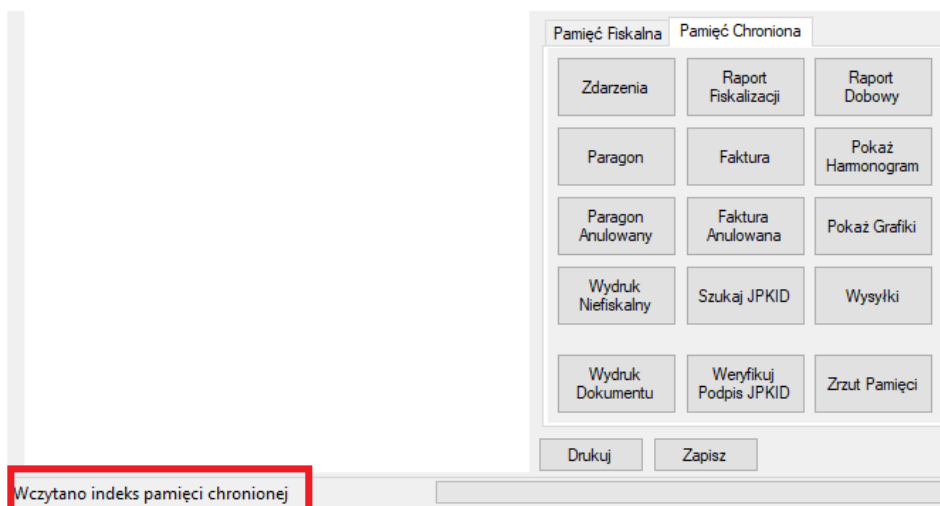 Pamięć Fiskalna Pamięć Chroniona
Zdarzenia
Raport
Fiskalizacji
Raport
Dobowy
Paragon
Faktura
Pokaż
Harmonogram
Paragon
Anulowany
Faktura
Anulowana
Pokaż Grafiki
Wydruk
Niefiskalny
Szukaj JPKID
Wysyłki
Wydruk
Dokumentu
Weryfikuj
Podpis JPKID
Zrzut Pamięci
Drukuj
Zapisz
Wczytano indeks pamięci chronionej